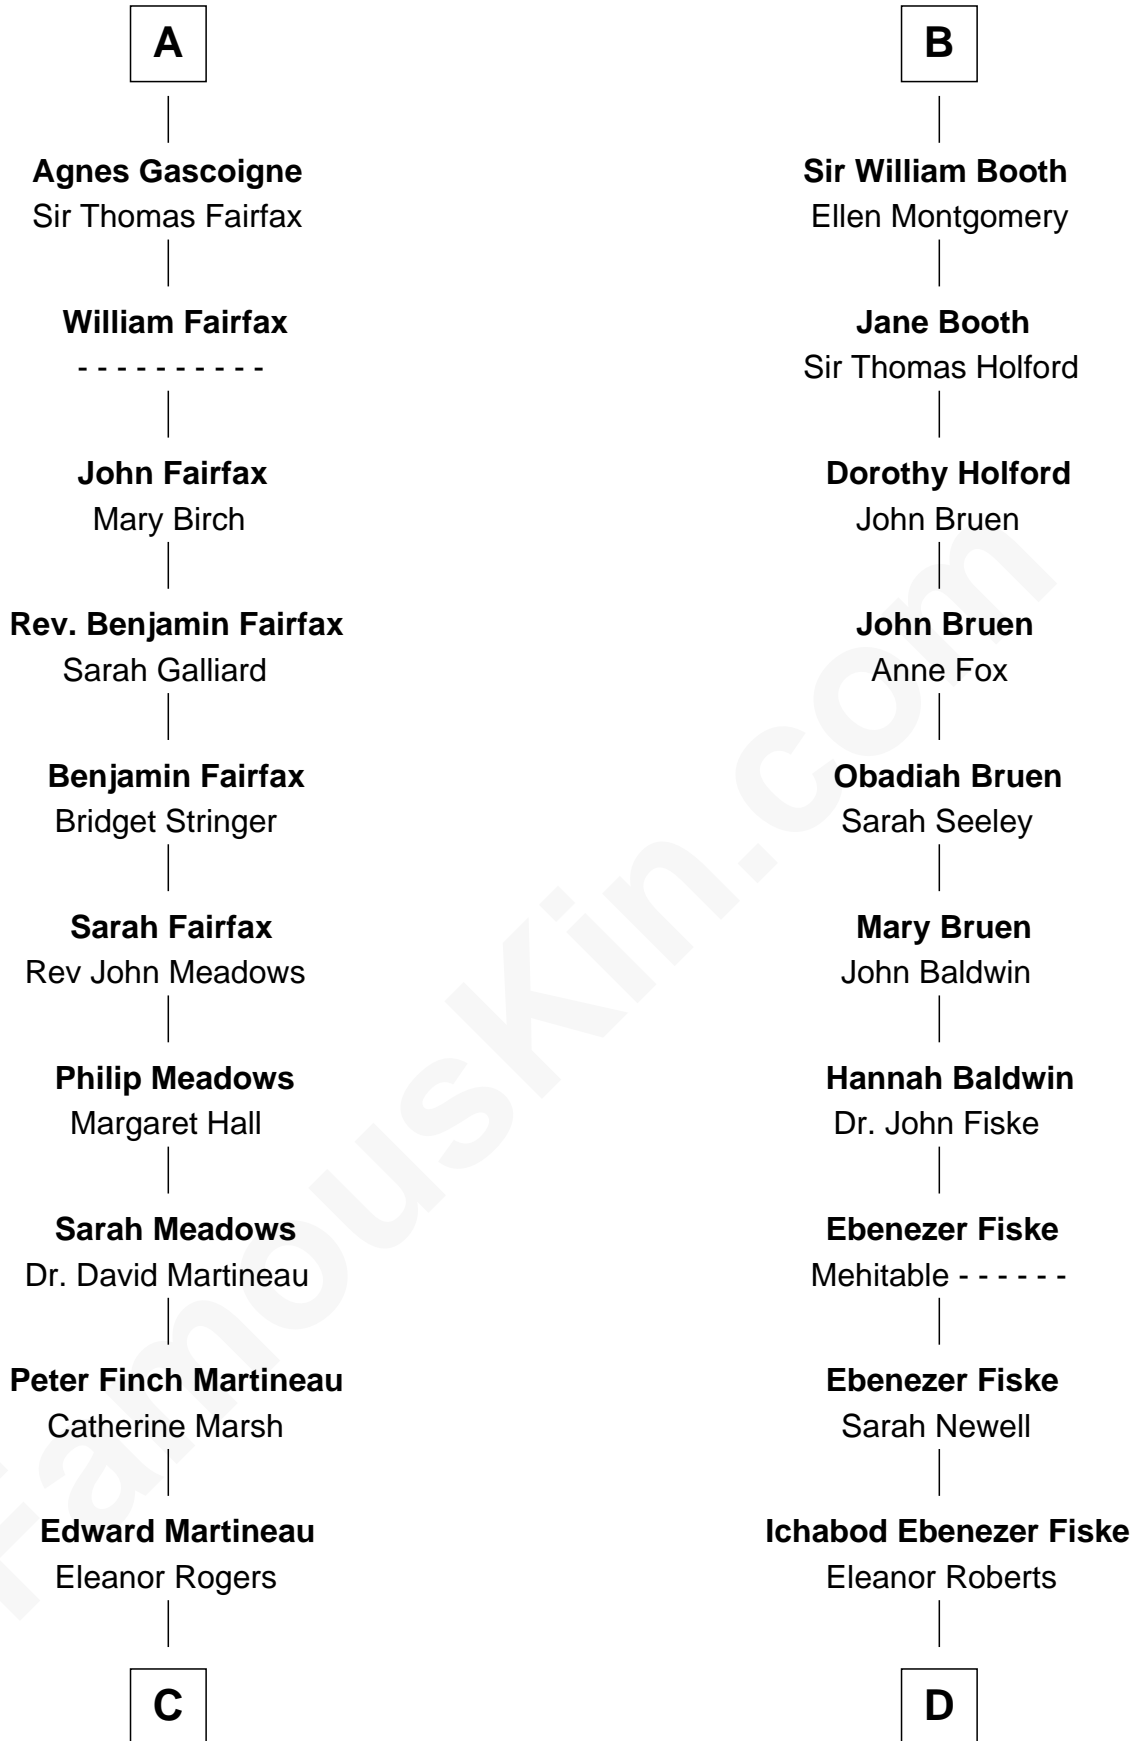 A
Agnes Gascoigne
Sir Thomas Fairfax
William Fairfax
- - - - - - - - - -
John Fairfax
Mary Birch
Rev. Benjamin Fairfax
Sarah Galliard
Benjamin Fairfax
Bridget Stringer
Sarah Fairfax
Rev John Meadows
Philip Meadows
Margaret Hall
Sarah Meadows
Dr. David Martineau
Peter Finch Martineau
Catherine Marsh
Edward Martineau
Eleanor Rogers
C
B
Sir William Booth
Ellen Montgomery
Jane Booth
Sir Thomas Holford
Dorothy Holford
John Bruen
John Bruen
Anne Fox
Obadiah Bruen
Sarah Seeley
Mary Bruen
John Baldwin
Hannah Baldwin
Dr. John Fiske
Ebenezer Fiske
Mehitable - - - - - -
Ebenezer Fiske
Sarah Newell
Ichabod Ebenezer Fiske
Eleanor Roberts
D
FamousKin.com